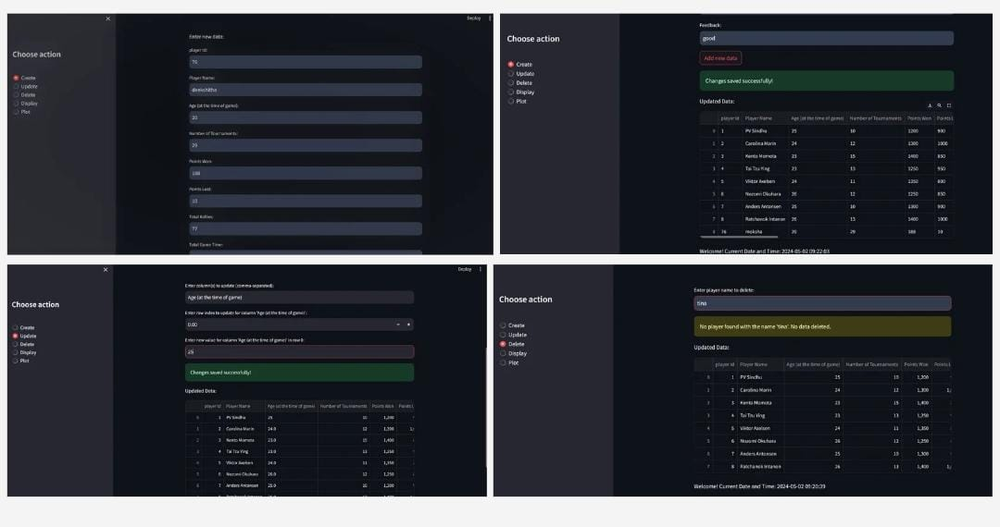 Deploy
Choose action
Create
Update
Delete
Display
Plot
Enter new data:
player id:
Player Name:
Age (at the time of game):
20
Number of Tournaments:
29
Points Won:
188
Points Lost:
10
Total Rallies:
77
Total Game Time:
Choose action
Create
Update
Delete
Display
Plot
Feedback:
good
Add new data
Changes saved successfully!
Updated Data:
player id Player Name Age (at the time of game) Number of Tournaments Points Won Points L
0 1 PV Sindhu 25 10 1200 900
1 2 Carolina Marin 24 12 1300 1000
2 3 Kento Momota 23 15 1400 850
3 4 Tai Tzu Ying 23 13 1250 950
4 5 Viktor Axelsen 24 11 1350 800
5 6 Nozomi Okuhara 26 12 1250 850
6 7 Anders Antonsen 25 10 1300 900
7 8 Ratchanok Intanon 26 13 1400 1000
8 76 moksha 20 29 188 10
Welcome! Current Date and Time: 2024-05-02 09:22:03
Deploy
Choose action
Create
Update
Delete
Display
Plot
Enter column(s) to update (comma-separated):
Age (at the time of game)
Enter row index to update for column 'Age (at the time of game)':
0.00
Enter new value for column 'Age (at the time of game)' in row 0:
25
Changes saved successfully!
Updated Data:
player id Player Name Age (at the time of game) Number of Tournaments Points Won Points L
0 1 PV Sindhu 25 10 1,200
1 2 Carolina Marin 24.0 12 1,300 1,
2 3 Kento Momota 23.0 15 1,400
3 4 Tai Tzu Ying 23.0 13 1,250
4 5 Viktor Axelsen 24.0 11 1,350
5 6 Nozomi Okuhara 26.0 12 1,250
6 7 Anders Antonsen 25.0 10 1,300
Choose action
Create
Update
Delete
Display
Plot
Enter player name to delete:
tina
No player found with the name 'tina'. No data deleted.
Updated Data:
player id Player Name Age (at the time of game) Number of Tournaments Points Won Points L
0 1 PV Sindhu 25 10 1,200
1 2 Carolina Marin 24 12 1,300 1,
2 3 Kento Momota 23 15 1,400
3 4 Tai Tzu Ying 23 13 1,250
4 5 Viktor Axelsen 24 11 1,350
5 6 Nozomi Okuhara 26 12 1,250
6 7 Anders Antonsen 25 10 1,300
7 8 Ratchanok Intanon 26 13 1,400 1,
Welcome! Current Date and Time: 2024-05-02 09:20:39